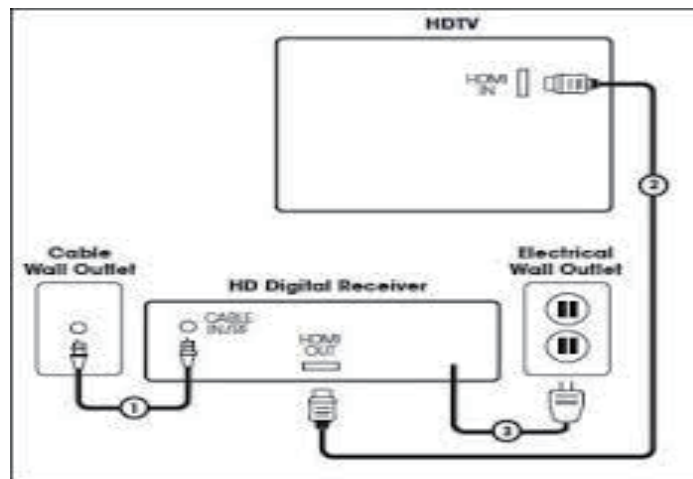 HDTV
HDMI
IN
2
Cable
Wall Outlet
Electrical
Wall Outlet
HD Digital Receiver
CABLE
IN/RF
HDMI
OUT
1
3